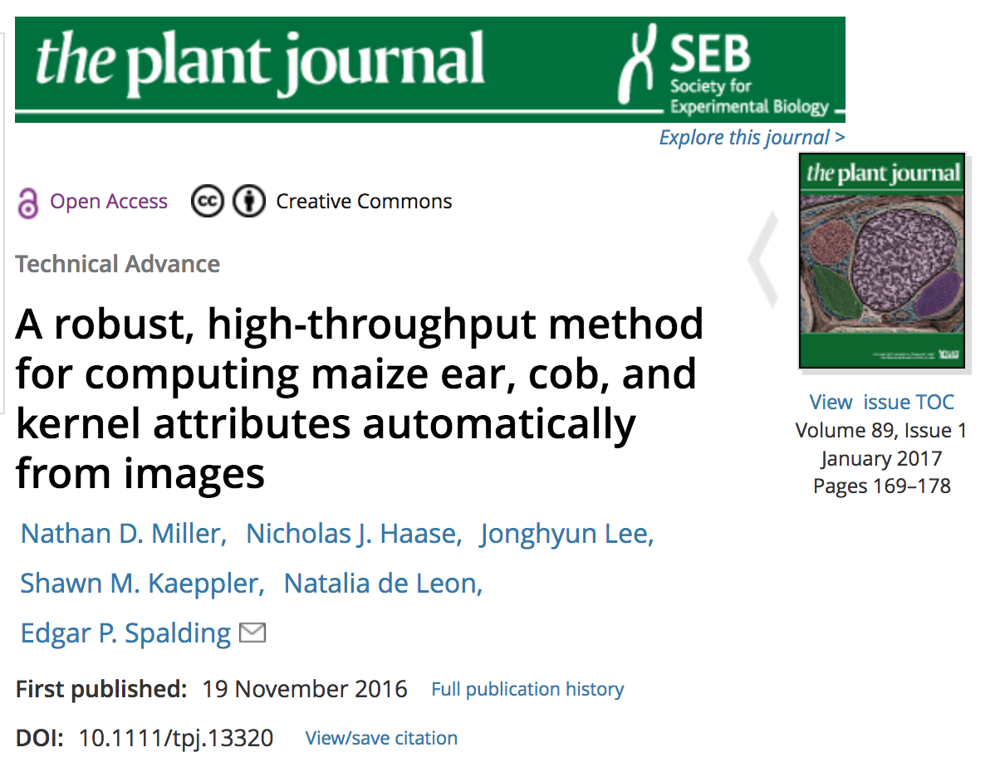 the plant journal
SEB
Society for
Experimental Biology
Explore this journal >
Open Access
cc
Creative Commons
Technical Advance
A robust, high-throughput method
for computing maize ear, cob, and
kernel attributes automatically
from images
Nathan D. Miller, Nicholas J. Haase, Jonghyun Lee,
Shawn M. Kaeppler, Natalia de Leon,
Edgar P. Spalding
First published: 19 November 2016 Full publication history
DOI: 10.1111/tpj.13320 View/save citation
the plant journal
View issue TOC
Volume 89, Issue 1
January 2017
Pages 169–178